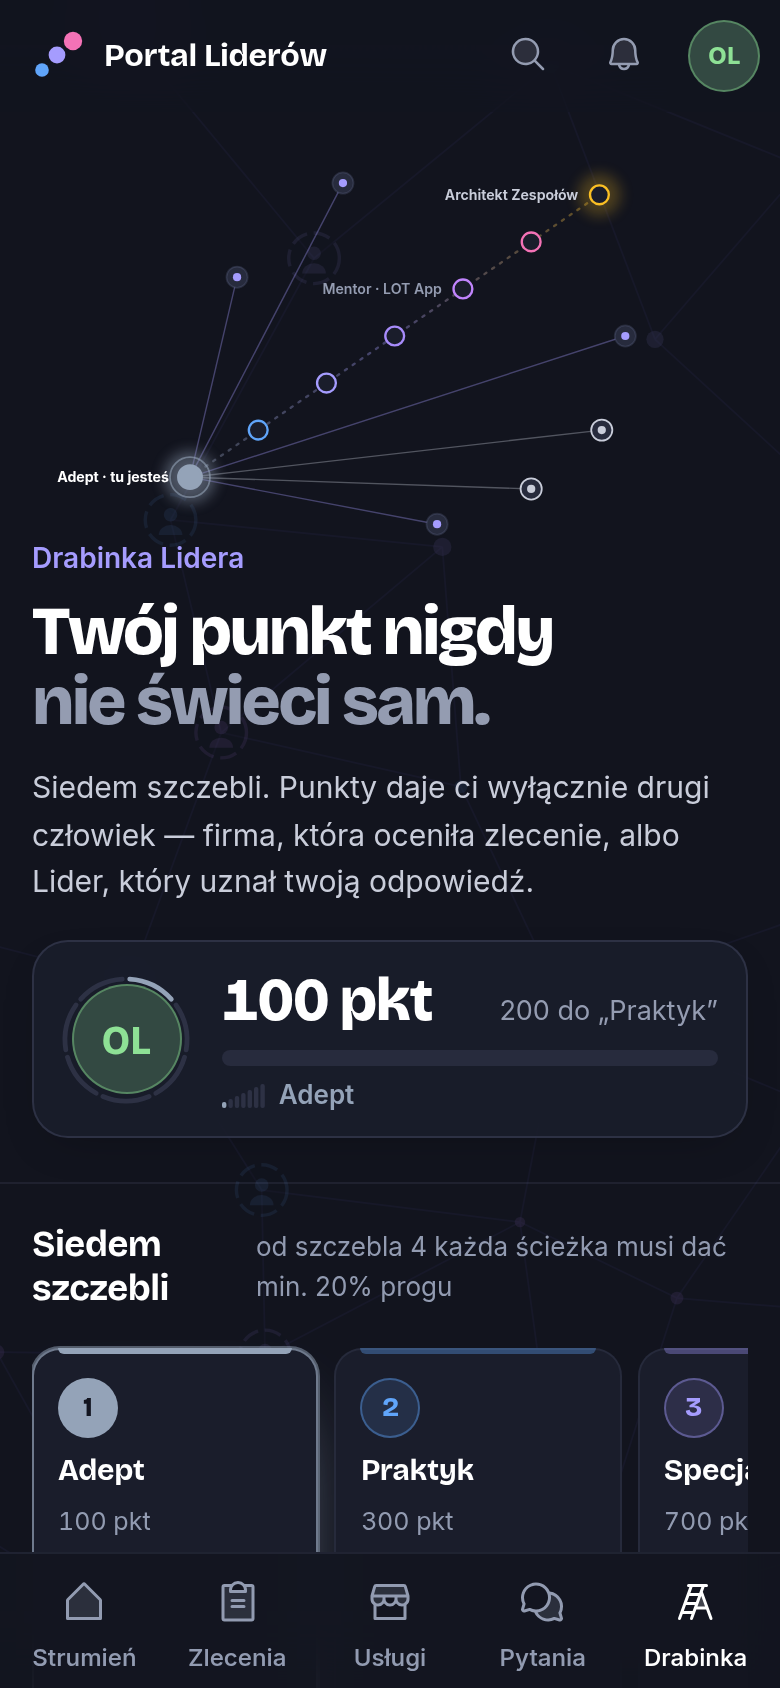 Portal Liderów
OL
Architekt Zespołów
Mentor · LOT App
Adept · tu jesteś
Drabinka Lidera
Twój punkt nigdy
nie świeci sam.
Siedem szczebli. Punkty daje ci wyłącznie drugi
człowiek — firma, która oceniła zlecenie, albo
Lider, który uznał twoją odpowiedź.
OL
100 pkt
200 do „Praktyk”
Adept
Siedem
szczebli
od szczebla 4 każda ścieżka musi dać
min. 20% progu
1
Adept
100 pkt
2
Praktyk
300 pkt
3
700 pk
Strumień
Zlecenia
Usługi
Pytania
Drabinka